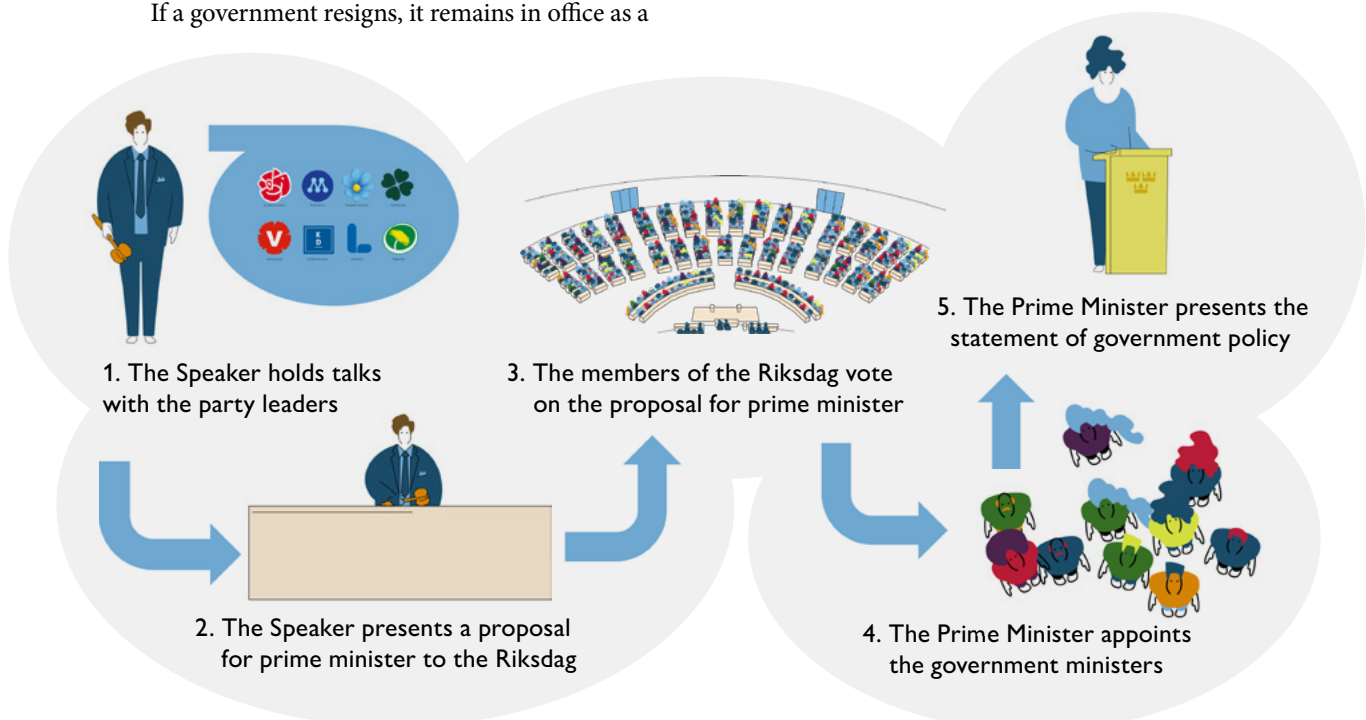 If a government resigns, it remains in office as a
1. The Speaker holds talks
with the party leaders
2. The Speaker presents a proposal
for prime minister to the Riksdag
3. The members of the Riksdag vote
on the proposal for prime minister
4. The Prime Minister appoints
the government ministers
5. The Prime Minister presents the
statement of government policy
V
K
D
L